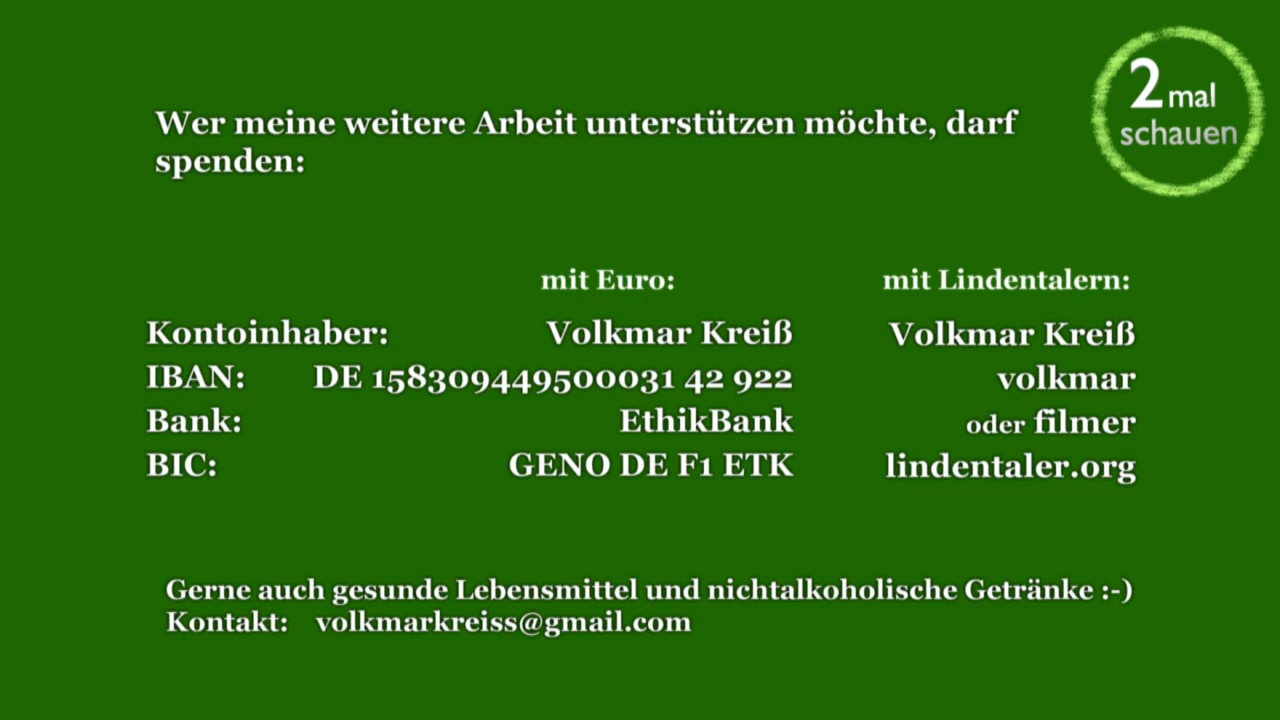 2 mal
schauen
Wer meine weitere Arbeit unterstützen möchte, darf
spenden:
mit Euro: mit Lindentalern:
Kontoinhaber: Volkmar Kreiß Volkmar Kreiß
IBAN: DE 158309449500031 42 922 volkmar
Bank: EthikBank oder filmer
BIC: GENO DE F1 ETK lindentaler.org
Gerne auch gesunde Lebensmittel und nichtalkoholische Getränke :-)
Kontakt: volkmarkreiss@gmail.com